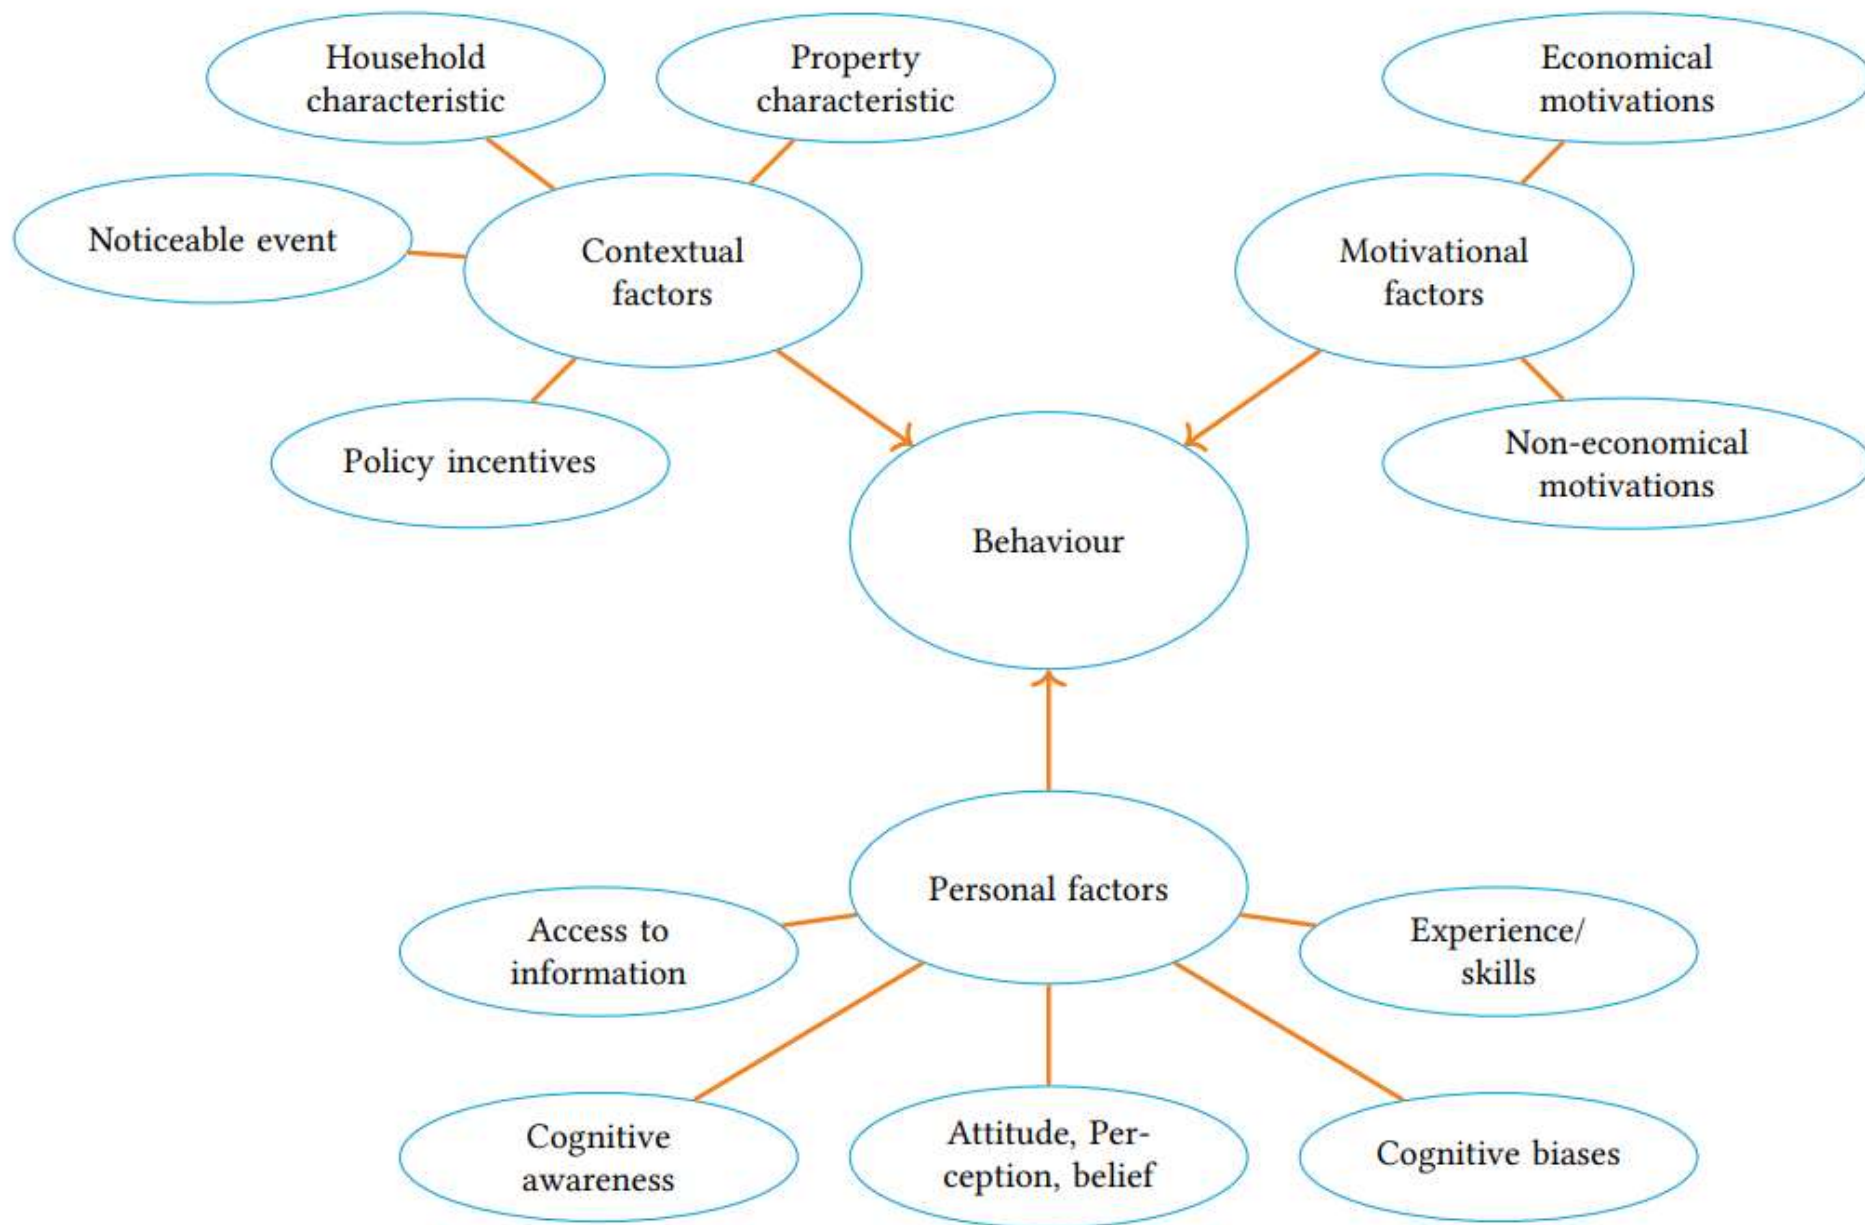 Household
characteristic
Property
characteristic
Economical
motivations
Noticeable event
Contextual
factors
Motivational
factors
Policy incentives
Non-economical
motivations
Behaviour
Personal factors
Access to
information
Experience/
skills
Cognitive
awareness
Attitude, Per-
ception, belief
Cognitive biases